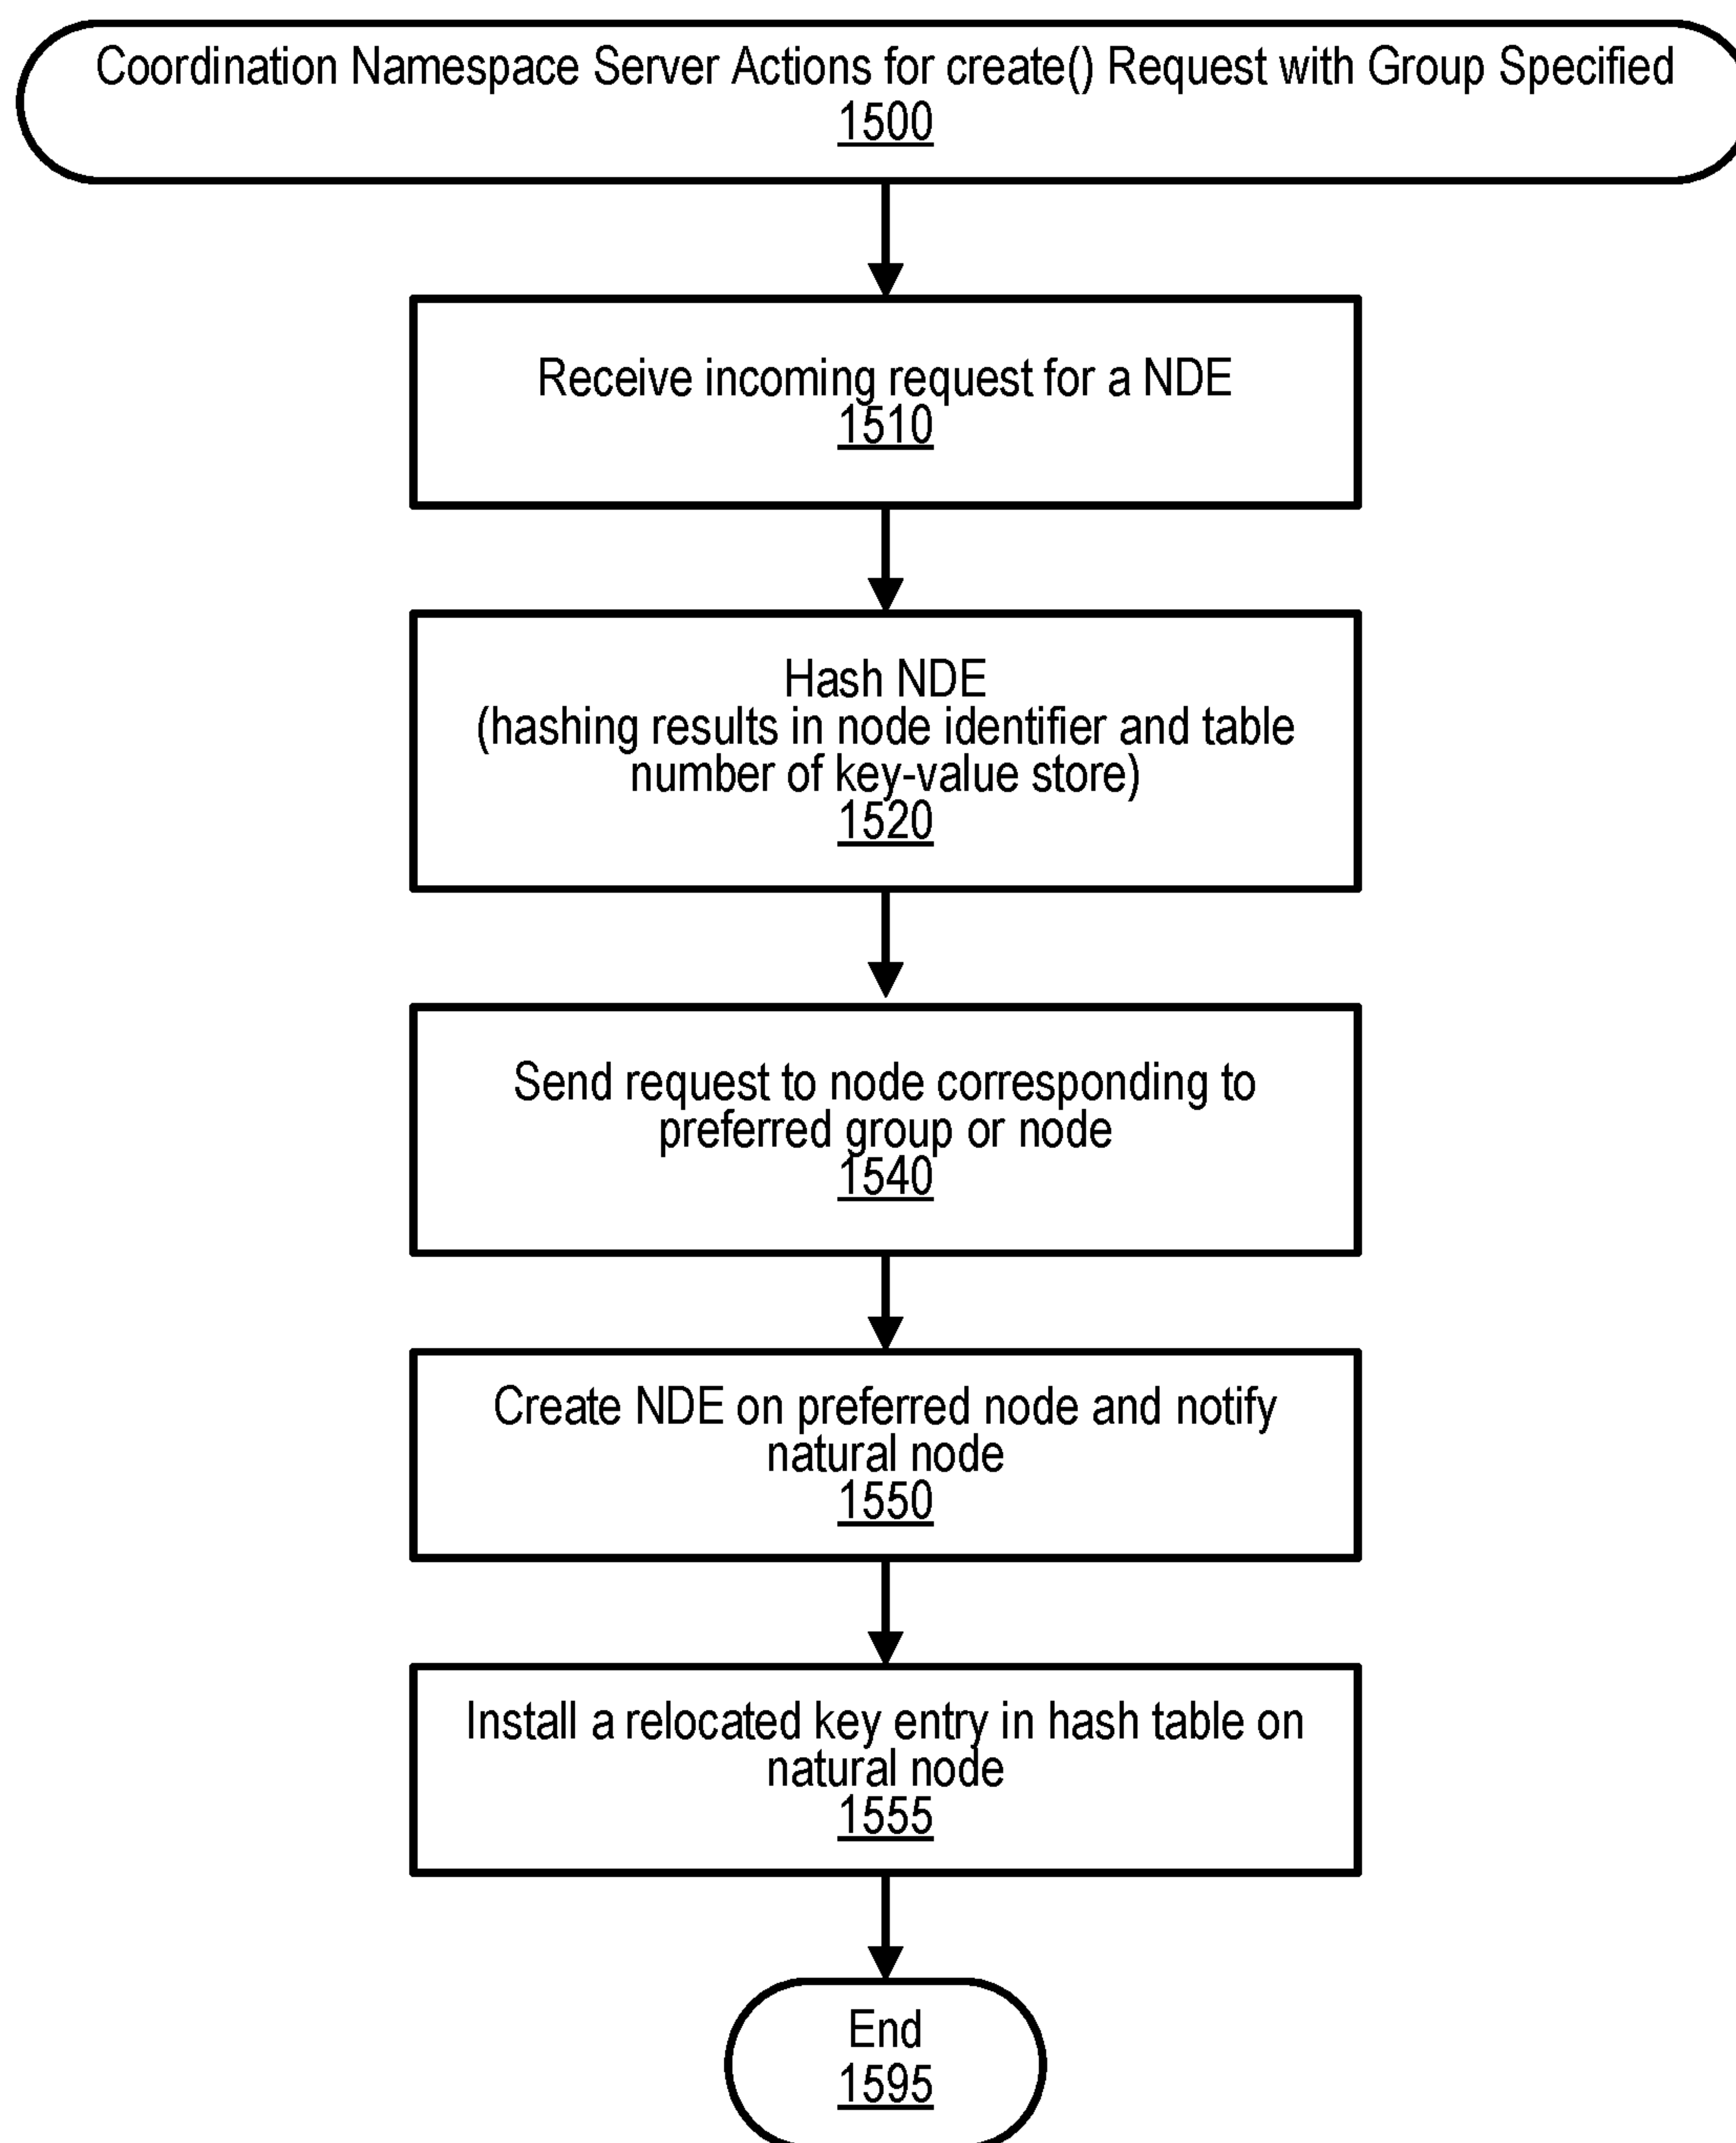 Coordination Namespace Server Actions for create() Request with Group Specified
1500
Receive incoming request for a NDE
1510
Hash NDE
(hashing results in node identifier and table
number of key-value store)
1520
Send request to node corresponding to
preferred group or node
1540
Create NDE on preferred node and notify
natural node
1550
Install a relocated key entry in hash table on
natural node
1555
End
1595